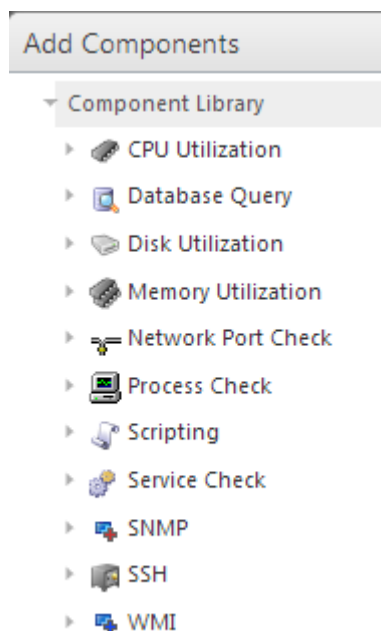 Add Components
Component Library
CPU Utilization
Database Query
Disk Utilization
Memory Utilization
Network Port Check
Process Check
Scripting
Service Check
SNMP
SSH
WMI